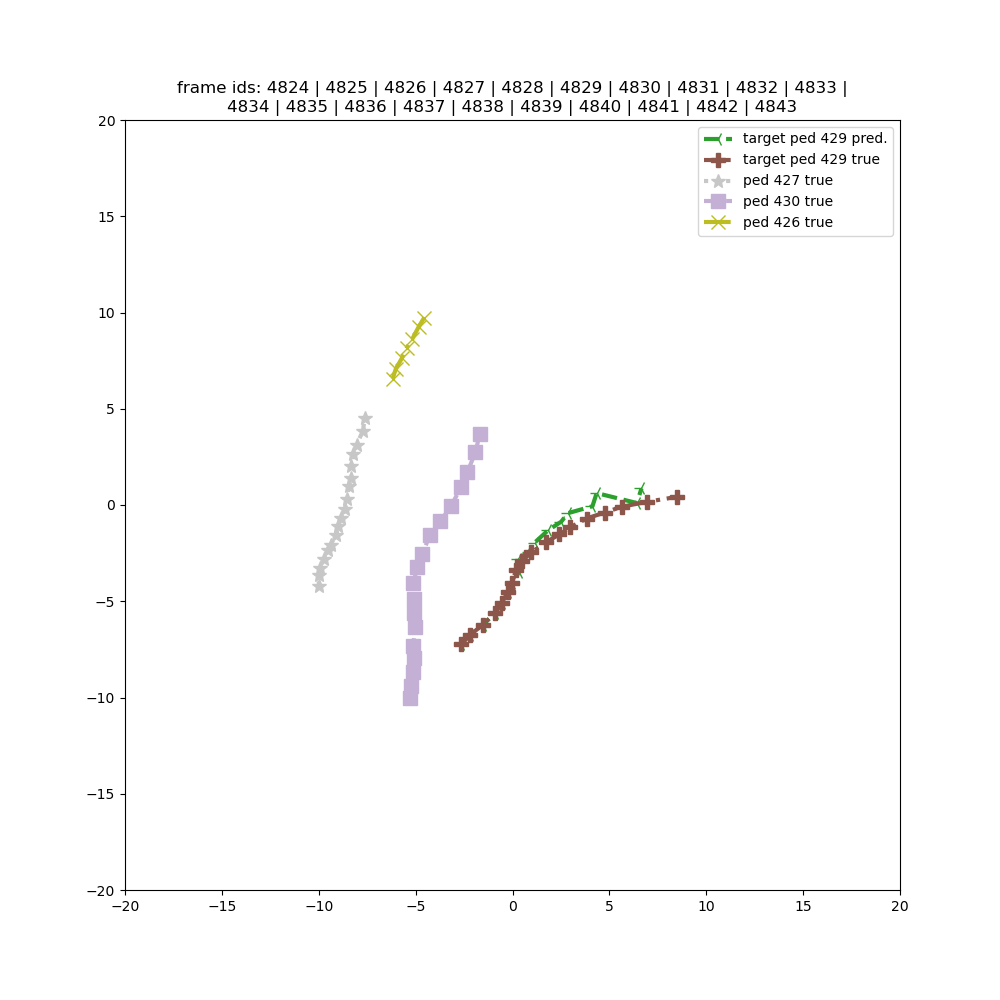 frame ids: 4824 | 4825 | 4826 | 4827 | 4828 | 4829 | 4830 | 4831 | 4832 | 4833 |
4834 | 4835 | 4836 | 4837 | 4838 | 4839 | 4840 | 4841 | 4842 | 4843
target ped 429 pred.
target ped 429 true
ped 427 true
ped 430 true
ped 426 true
20
15
10
5
0
−5
−10
−15
−20
−20 −15 −10 −5 0 5 10 15 20